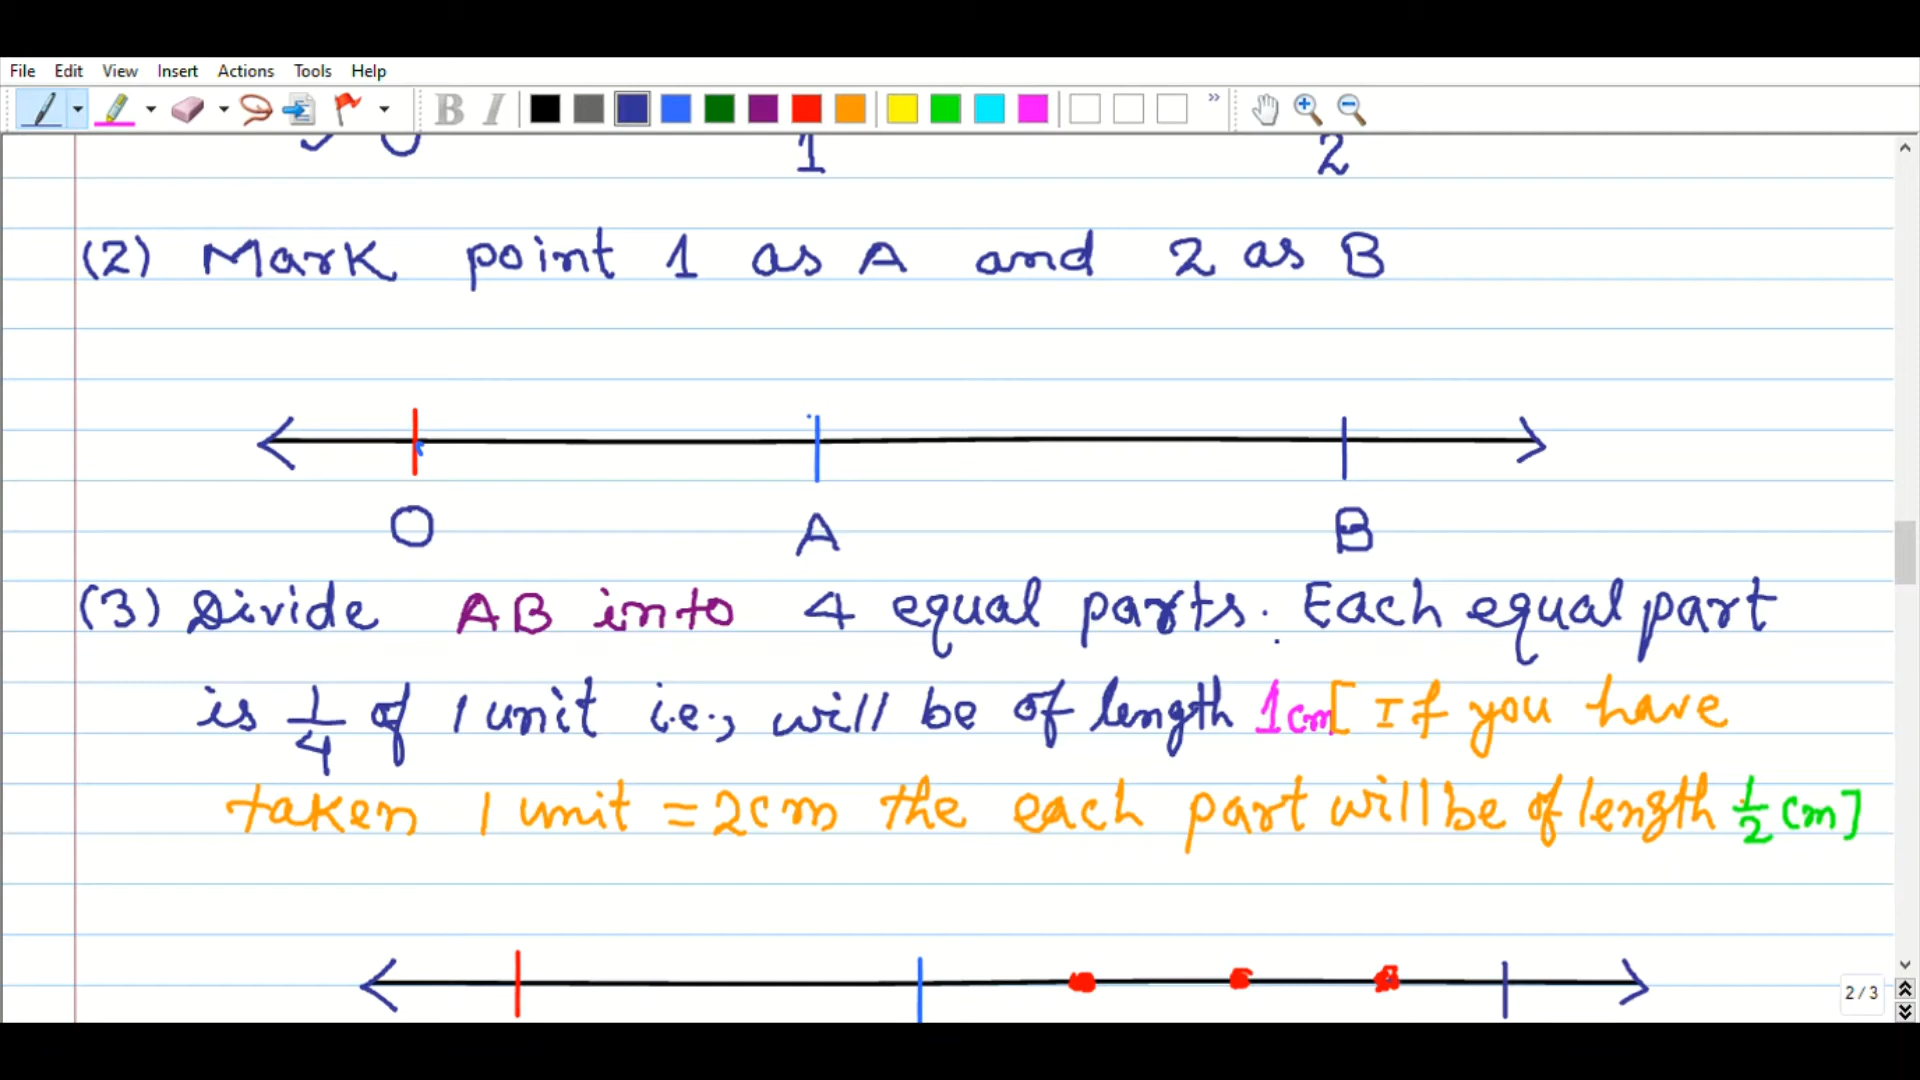 File Edit View Insert Actions Tools Help
B I
1 2
(2) Mark point 1 as A and 2 as B
O A B
(3) Divide AB into 4 equal parts. Each equal part
is 1/4 of 1 unit i.e., will be of length 1cm [ If you have
taken 1 unit = 2cm the each part will be of length 1/2 cm ]
2 / 3